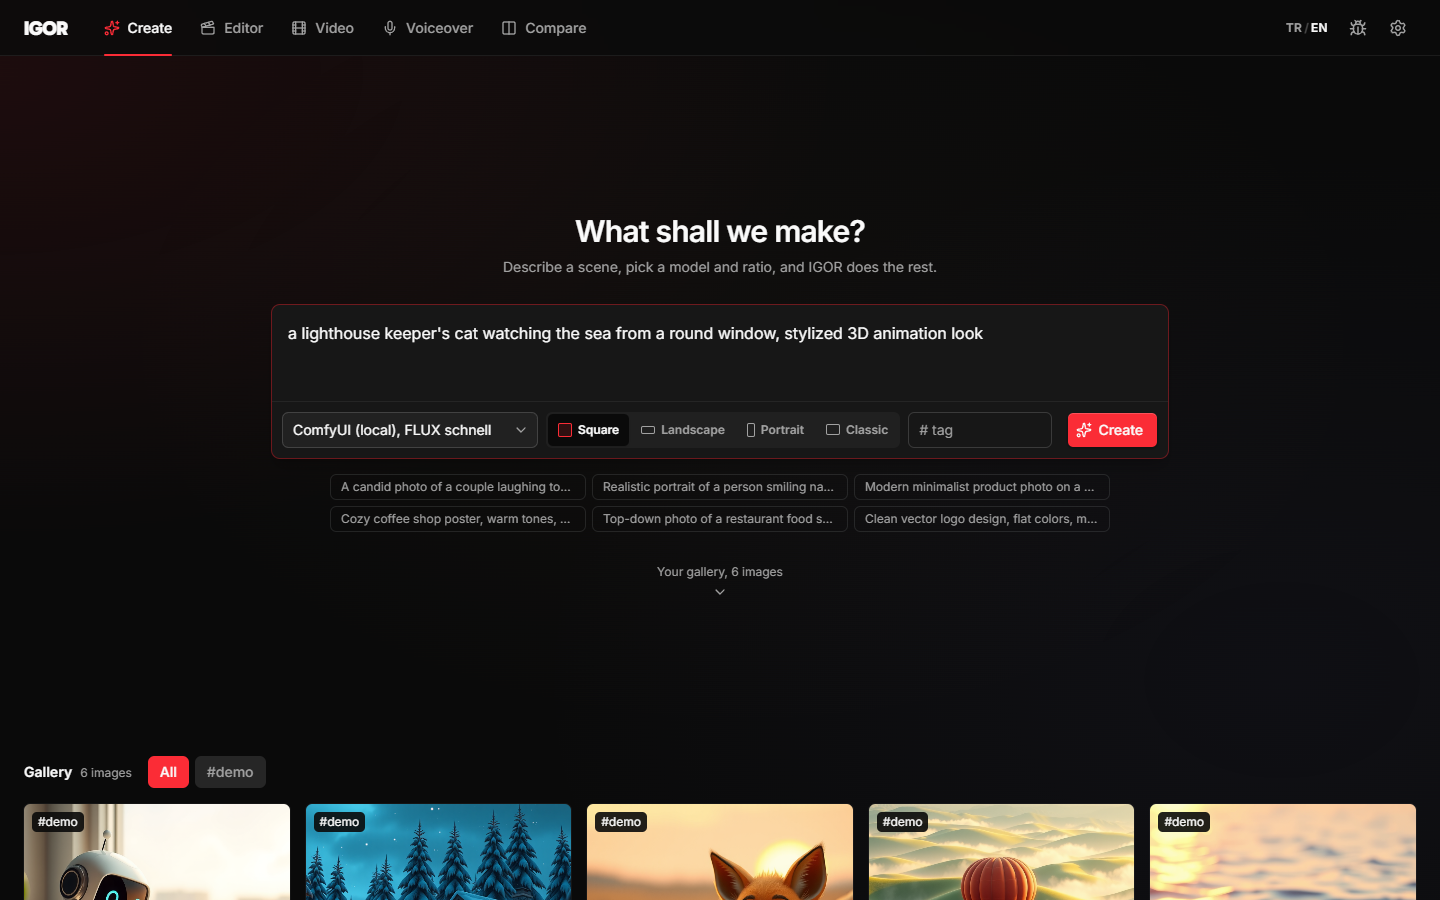 IGOR Create Editor Video Voiceover Compare TR / EN
What shall we make?
Describe a scene, pick a model and ratio, and IGOR does the rest.
a lighthouse keeper's cat watching the sea from a round window, stylized 3D animation look
ComfyUI (local), FLUX schnell Square Landscape Portrait Classic # tag Create
A candid photo of a couple laughing to... Realistic portrait of a person smiling na... Modern minimalist product photo on a ...
Cozy coffee shop poster, warm tones, ... Top-down photo of a restaurant food s... Clean vector logo design, flat colors, m...
Your gallery, 6 images
Gallery 6 images All #demo
#demo #demo #demo #demo #demo